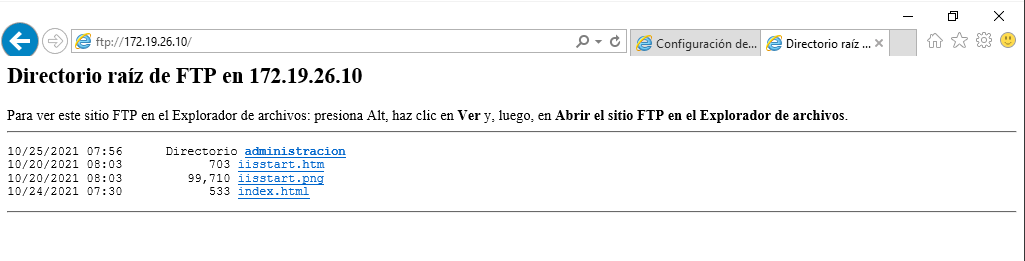 ftp://172.19.26.10/
Configuración de...
Directorio raíz ...
Directorio raíz de FTP en 172.19.26.10
Para ver este sitio FTP en el Explorador de archivos: presiona Alt, haz clic en Ver y, luego, en Abrir el sitio FTP en el Explorador de archivos.
10/25/2021 07:56 Directorio administracion
10/20/2021 08:03 703 iisstart.htm
10/20/2021 08:03 99,710 iisstart.png
10/24/2021 07:30 533 index.html